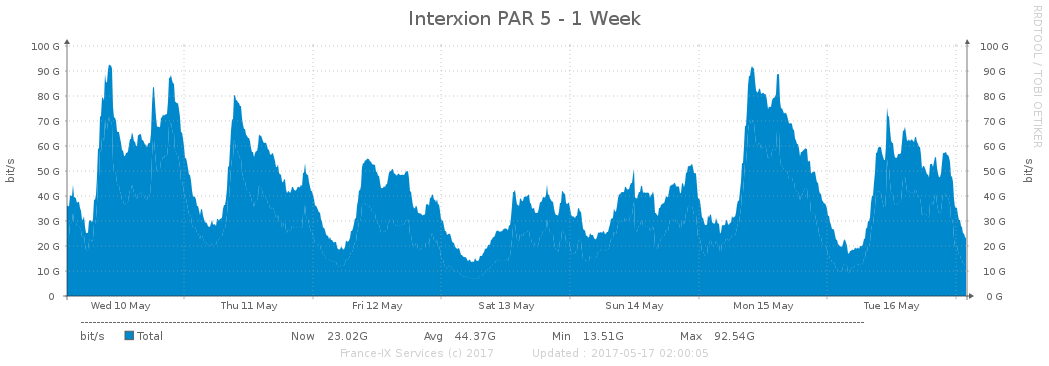 Interxion PAR 5 - 1 Week
RRDTOOL / TOBI OETIKER
bit/s
100 G 100 G
90 G 90 G
80 G 80 G
70 G 70 G
60 G 60 G
50 G 50 G
40 G 40 G
30 G 30 G
20 G 20 G
10 G 10 G
0 0 G
bit/s
Wed 10 May Thu 11 May Fri 12 May Sat 13 May Sun 14 May Mon 15 May Tue 16 May
bit/s Total Now 23.02G Avg 44.37G Min 13.51G Max 92.54G
France-IX Services (c) 2017 Updated : 2017-05-17 02:00:05